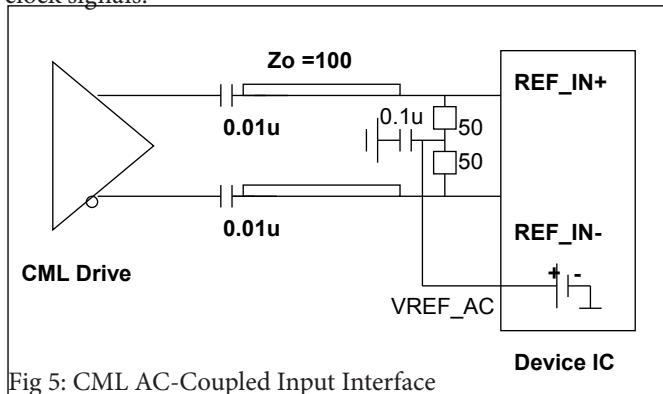 clock signals.
Zo =100
REF_IN+
0.01u
0.1u
50
50
0.01u
REF_IN-
CML Drive
+ -
VREF_AC
Device IC
Fig 5: CML AC-Coupled Input Interface